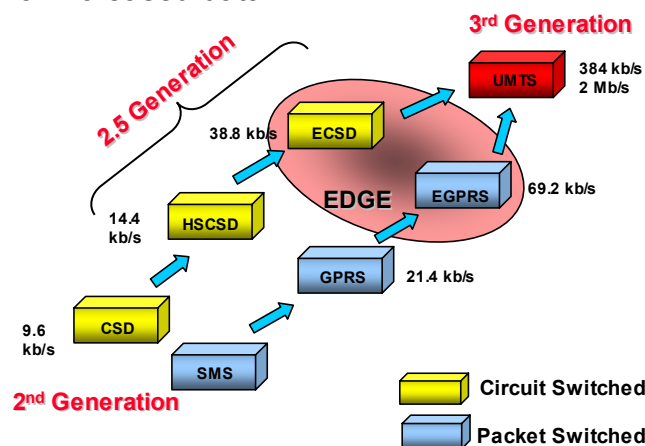 3rd Generation
UMTS
384 kb/s
2 Mb/s
2.5 Generation
38.8 kb/s
ECSD
EDGE
EGPRS
69.2 kb/s
14.4
kb/s
HSCSD
GPRS
21.4 kb/s
9.6
kb/s
CSD
SMS
2nd Generation
Circuit Switched
Packet Switched